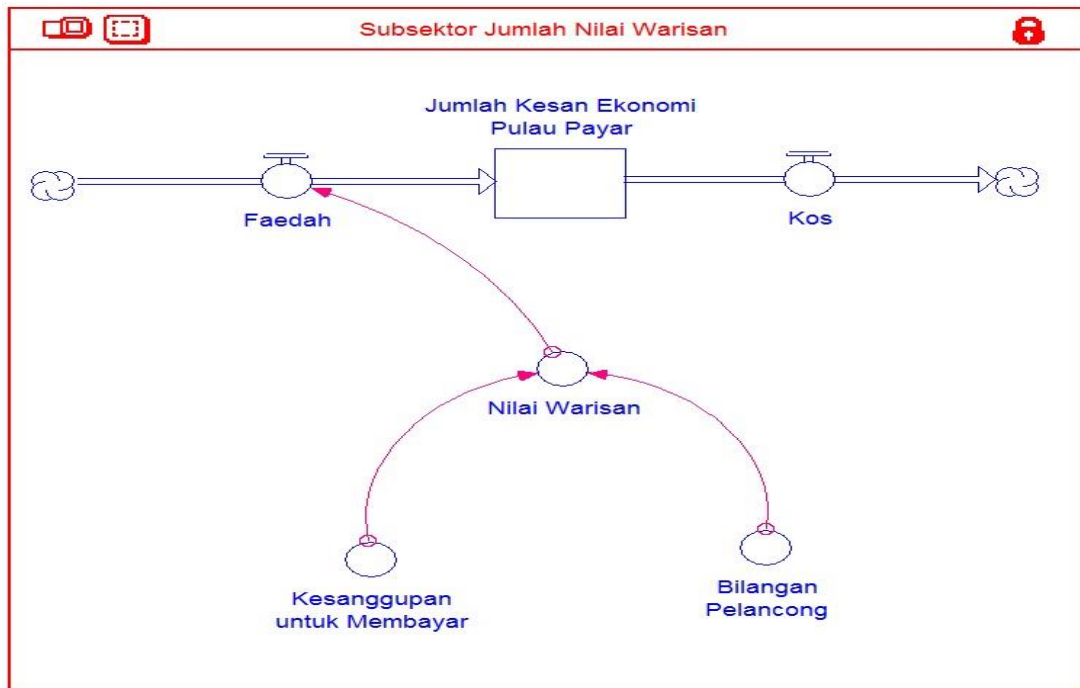 Subsektor Jumlah Nilai Warisan
Jumlah Kesan Ekonomi
Pulau Payar
Faedah
Kos
Nilai Warisan
Kesanggupan
untuk Membayar
Bilangan
Pelancong